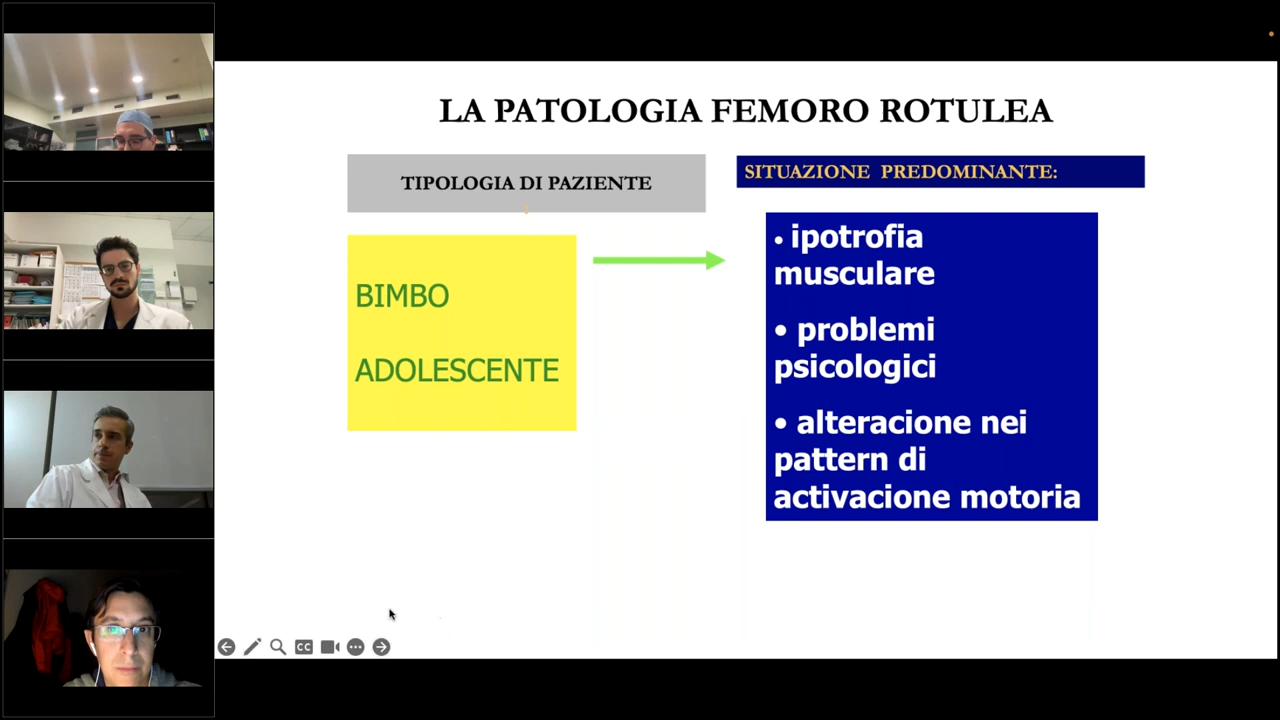 LA PATOLOGIA FEMORO ROTULEA
TIPOLOGIA DI PAZIENTE
SITUAZIONE PREDOMINANTE:
BIMBO
ADOLESCENTE
• ipotrofia
musculare
• problemi
psicologici
• alteracione nei
pattern di
activacione motoria
CC